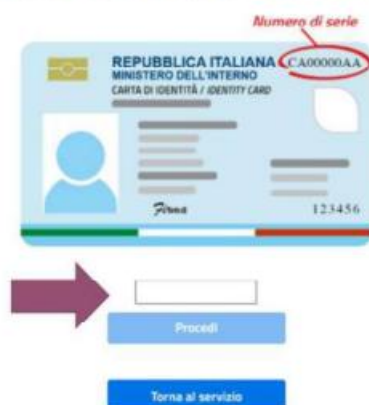 Numero di serie
REPUBBLICA ITALIANA CA00000AA
MINISTERO DELL'INTERNO
CARTA DI IDENTITÀ / IDENTITY CARD
Firma 123456
Procedi
Torna al servizio